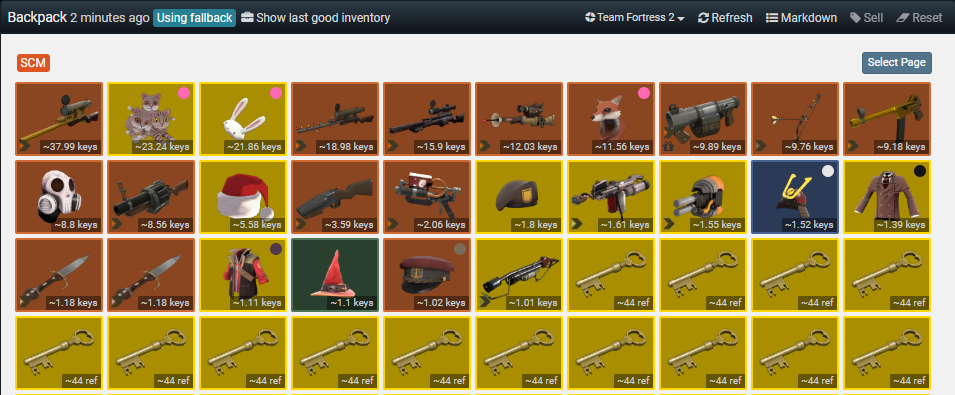 Backpack 2 minutes ago Using fallback Show last good inventory Team Fortress 2 Refresh Markdown Sell Reset
SCM Select Page
~37.99 keys ~23.24 keys ~21.86 keys ~18.98 keys ~15.9 keys ~12.03 keys ~11.56 keys ~9.89 keys ~9.76 keys ~9.18 keys
~8.8 keys ~8.56 keys ~5.58 keys ~3.59 keys ~2.06 keys ~1.8 keys ~1.61 keys ~1.55 keys ~1.52 keys ~1.39 keys
~1.18 keys ~1.18 keys ~1.11 keys ~1.1 keys ~1.02 keys ~1.01 keys ~44 ref ~44 ref ~44 ref ~44 ref
~44 ref ~44 ref ~44 ref ~44 ref ~44 ref ~44 ref ~44 ref ~44 ref ~44 ref ~44 ref